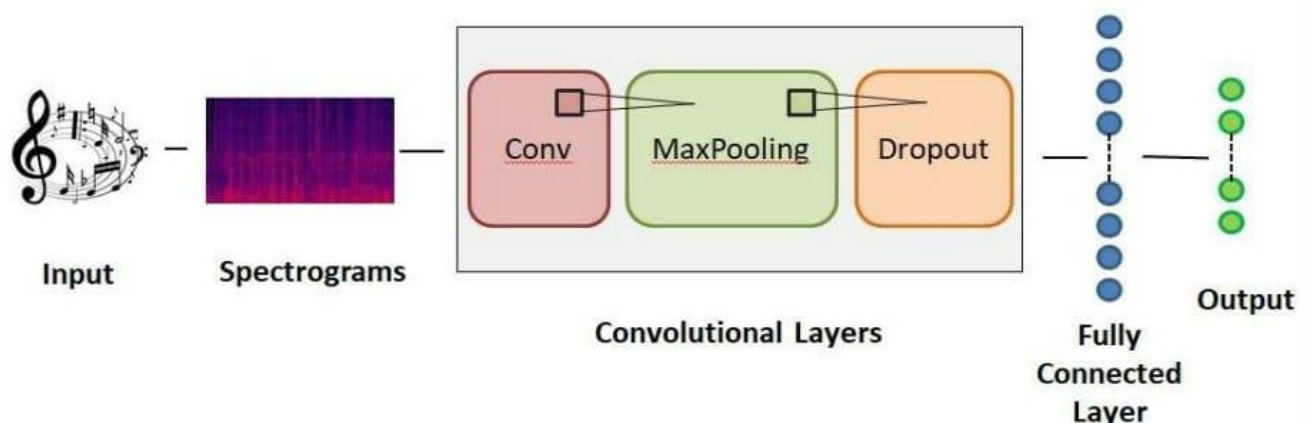 Conv
MaxPooling
Dropout
Input
Spectrograms
Convolutional Layers
Fully
Connected
Layer
Output